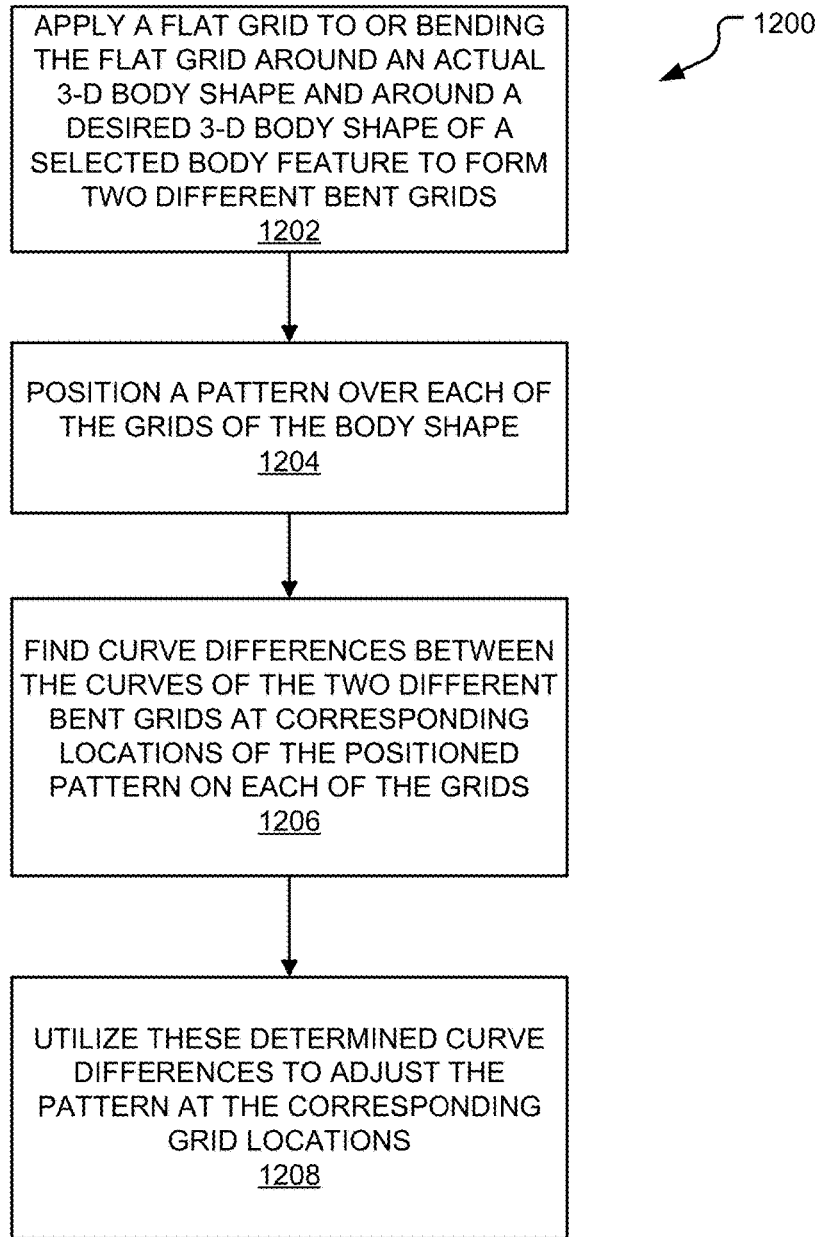 1200
APPLY A FLAT GRID TO OR BENDING
THE FLAT GRID AROUND AN ACTUAL
3-D BODY SHAPE AND AROUND A
DESIRED 3-D BODY SHAPE OF A
SELECTED BODY FEATURE TO FORM
TWO DIFFERENT BENT GRIDS
1202
POSITION A PATTERN OVER EACH OF
THE GRIDS OF THE BODY SHAPE
1204
FIND CURVE DIFFERENCES BETWEEN
THE CURVES OF THE TWO DIFFERENT
BENT GRIDS AT CORRESPONDING
LOCATIONS OF THE POSITIONED
PATTERN ON EACH OF THE GRIDS
1206
UTILIZE THESE DETERMINED CURVE
DIFFERENCES TO ADJUST THE
PATTERN AT THE CORRESPONDING
GRID LOCATIONS
1208